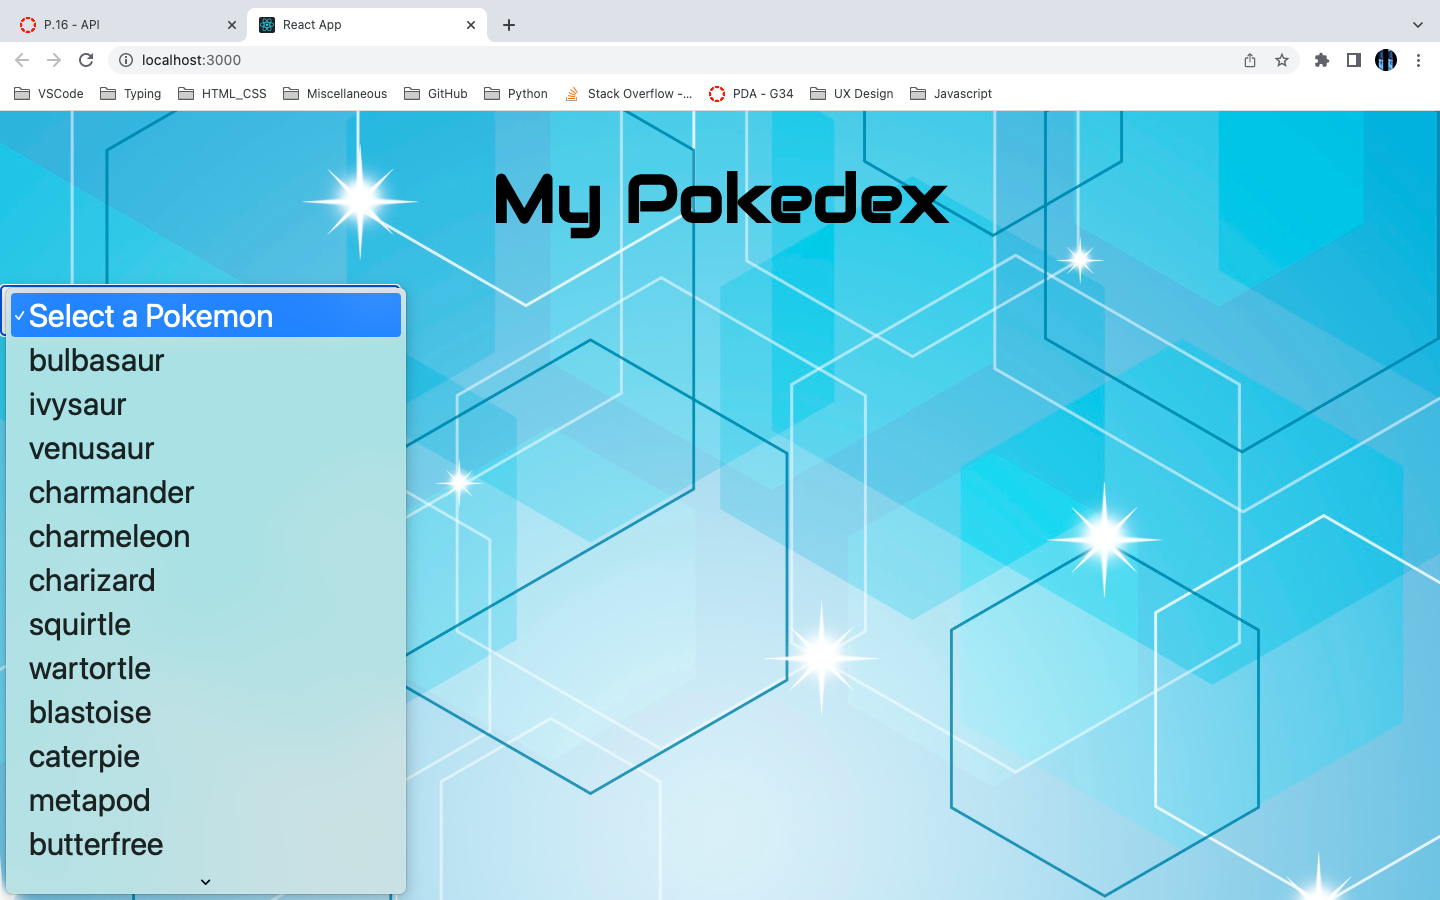 P.16 - API
React App
localhost:3000
VSCode
Typing
HTML_CSS
Miscellaneous
GitHub
Python
Stack Overflow -...
PDA - G34
UX Design
Javascript
My Pokedex
Select a Pokemon
bulbasaur
ivysaur
venusaur
charmander
charmeleon
charizard
squirtle
wartortle
blastoise
caterpie
metapod
butterfree